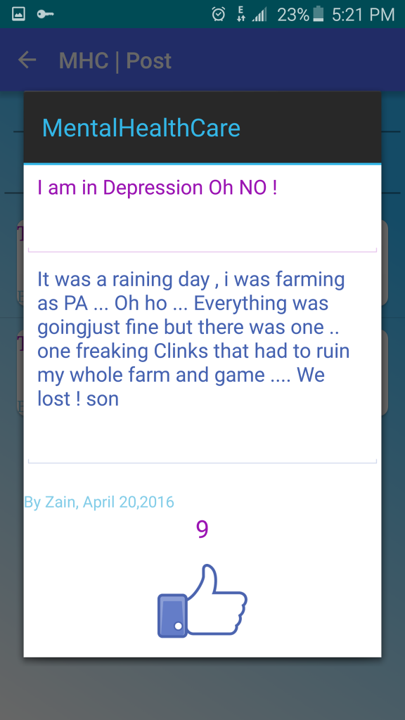 E 23% 5:21 PM
MHC | Post
MentalHealthCare
I am in Depression Oh NO !
It was a raining day , i was farming
as PA ... Oh ho ... Everything was
goingjust fine but there was one ..
one freaking Clinks that had to ruin
my whole farm and game .... We
lost ! son
By Zain, April 20,2016
9